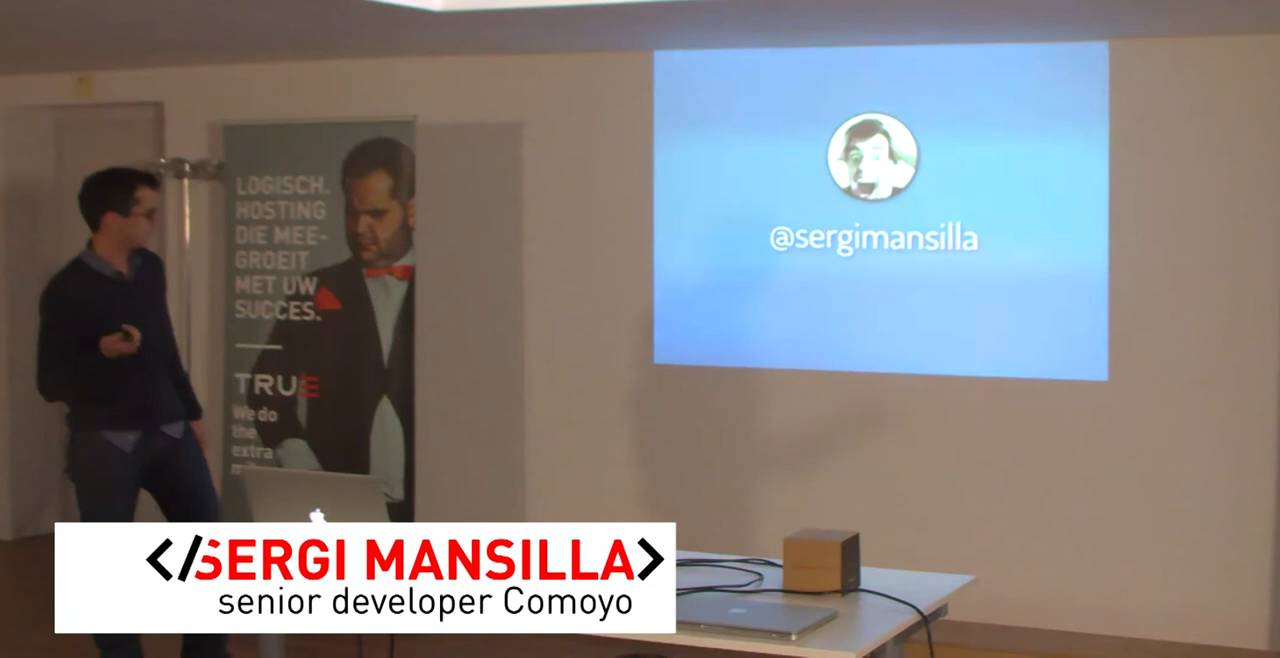 LOGISCH.
HOSTING
DIE MEE-
GROEIT
MET UW
SUCCES.
TRUE
We do
the
extra
@sergimansilla
</SERGI MANSILLA>
senior developer Comoyo